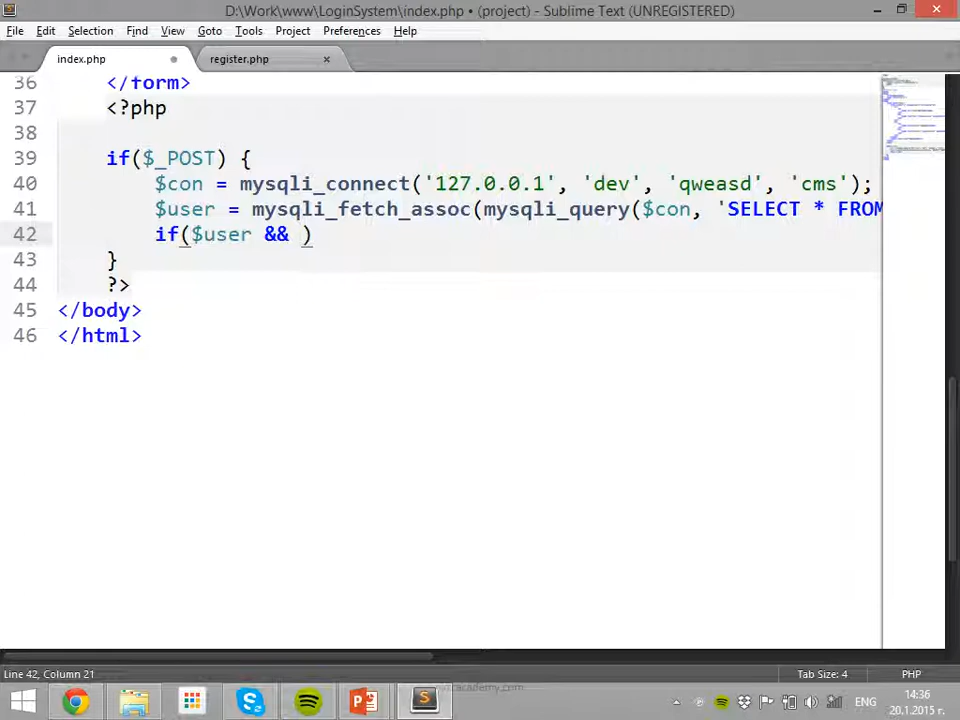 D:\Work\www\LoginSystem\index.php • (project) - Sublime Text (UNREGISTERED)
File Edit Selection Find View Goto Tools Project Preferences Help
index.php register.php
36 </form>
37 <?php
38
39 if($_POST) {
40 $con = mysqli_connect('127.0.0.1', 'dev', 'qweasd', 'cms');
41 $user = mysqli_fetch_assoc(mysqli_query($con, 'SELECT * FROM
42 if($user && )
43 }
44 ?>
45 </body>
46 </html>
Line 42, Column 21 Tab Size: 4 PHP
ENG 14:36
20.1.2015 г.